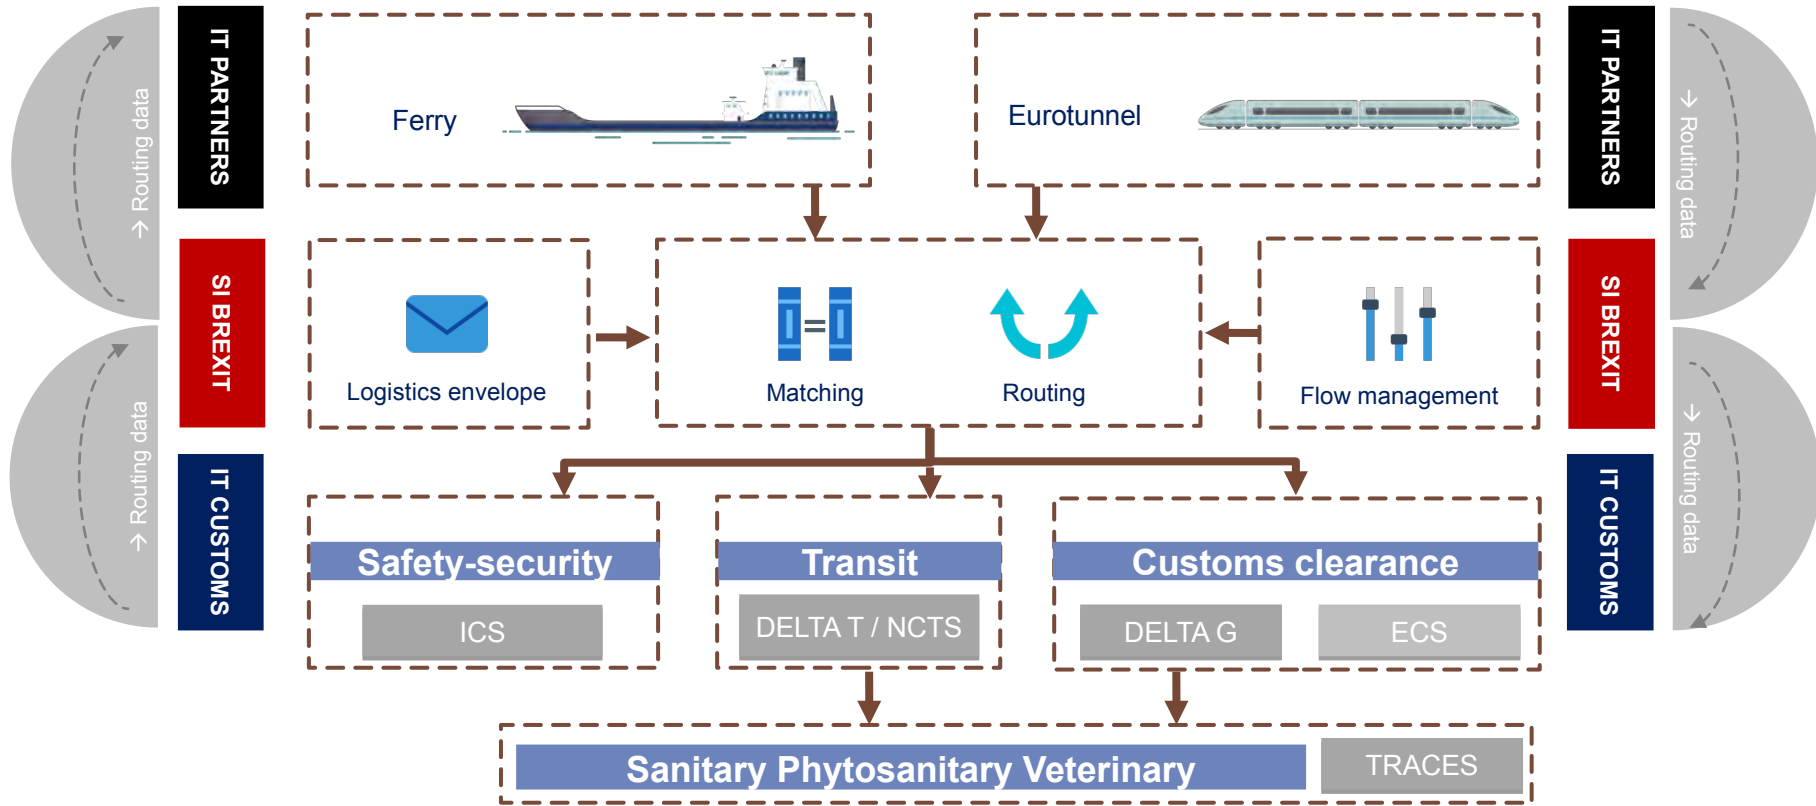 IT PARTNERS
→ Routing data
Ferry
Eurotunnel
IT PARTNERS
→ Routing data
SI BREXIT
Logistics envelope
Matching
Routing
Flow management
SI BREXIT
→ Routing data
IT CUSTOMS
Safety-security
ICS
Transit
DELTA T / NCTS
Customs clearance
DELTA G
ECS
IT CUSTOMS
→ Routing data
Sanitary Phytosanitary Veterinary
TRACES